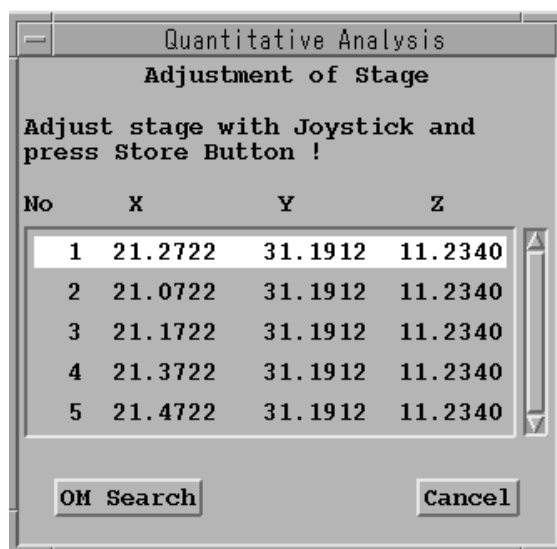 Quantitative Analysis
Adjustment of Stage
Adjust stage with Joystick and
press Store Button !
No X Y Z
1 21.2722 31.1912 11.2340
2 21.0722 31.1912 11.2340
3 21.1722 31.1912 11.2340
4 21.3722 31.1912 11.2340
5 21.4722 31.1912 11.2340
OM Search Cancel